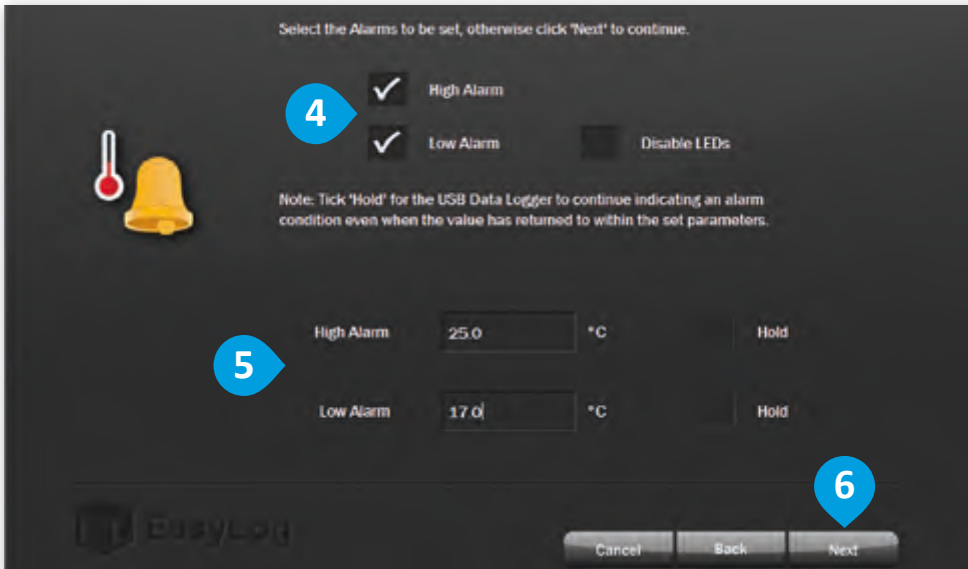 Select the Alarms to be set, otherwise click 'Next' to continue.
4
High Alarm
Low Alarm Disable LEDs
Note: Tick 'Hold' for the USB Data Logger to continue indicating an alarm
condition even when the value has returned to within the set parameters.
5
High Alarm 25.0 °C Hold
Low Alarm 17.0 °C Hold
6
EasyLog
Cancel Back Next